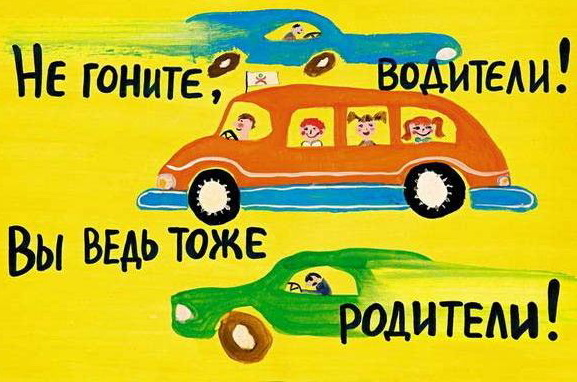 Не гоните, водители!
Вы ведь тоже
родители!